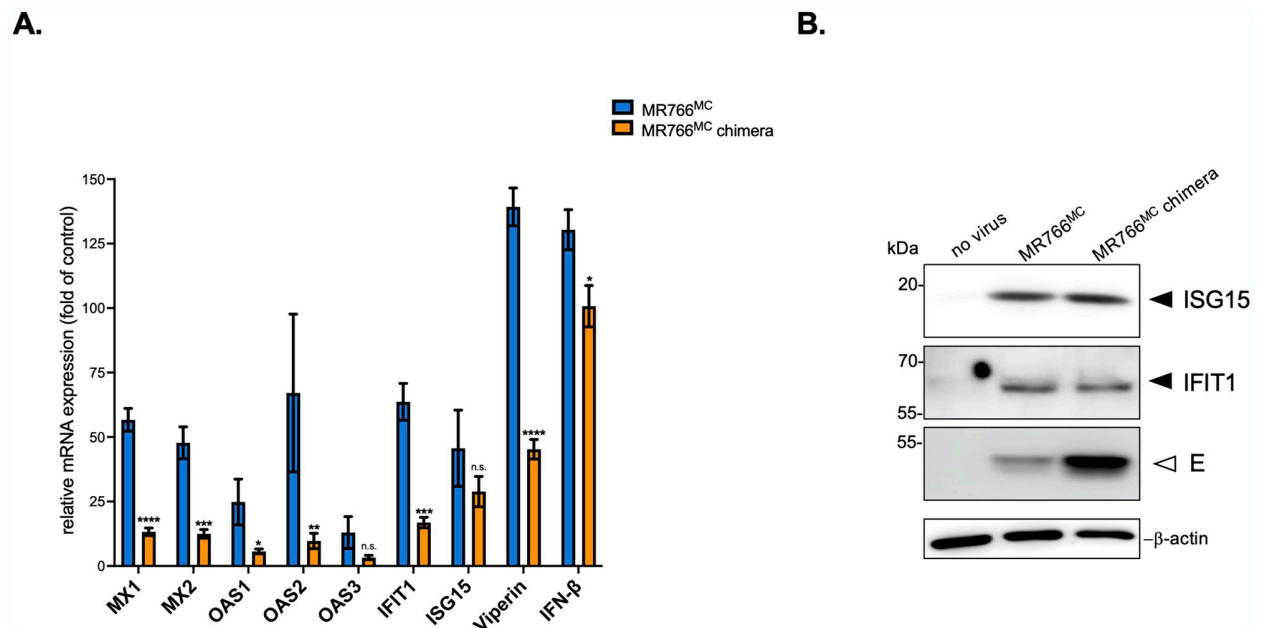 A.
B.
MR766MC
MR766MC chimera
relative mRNA expression (fold of control)
150
125
100
75
50
25
0
****
***
*
**
n.s.
***
n.s.
****
*
MX1
MX2
OAS1
OAS2
OAS3
IFIT1
ISG15
Viperin
IFN-β
kDa
no virus
MR766MC
MR766MC chimera
20-
ISG15
70-
IFIT1
55-
55-
E
–β-actin